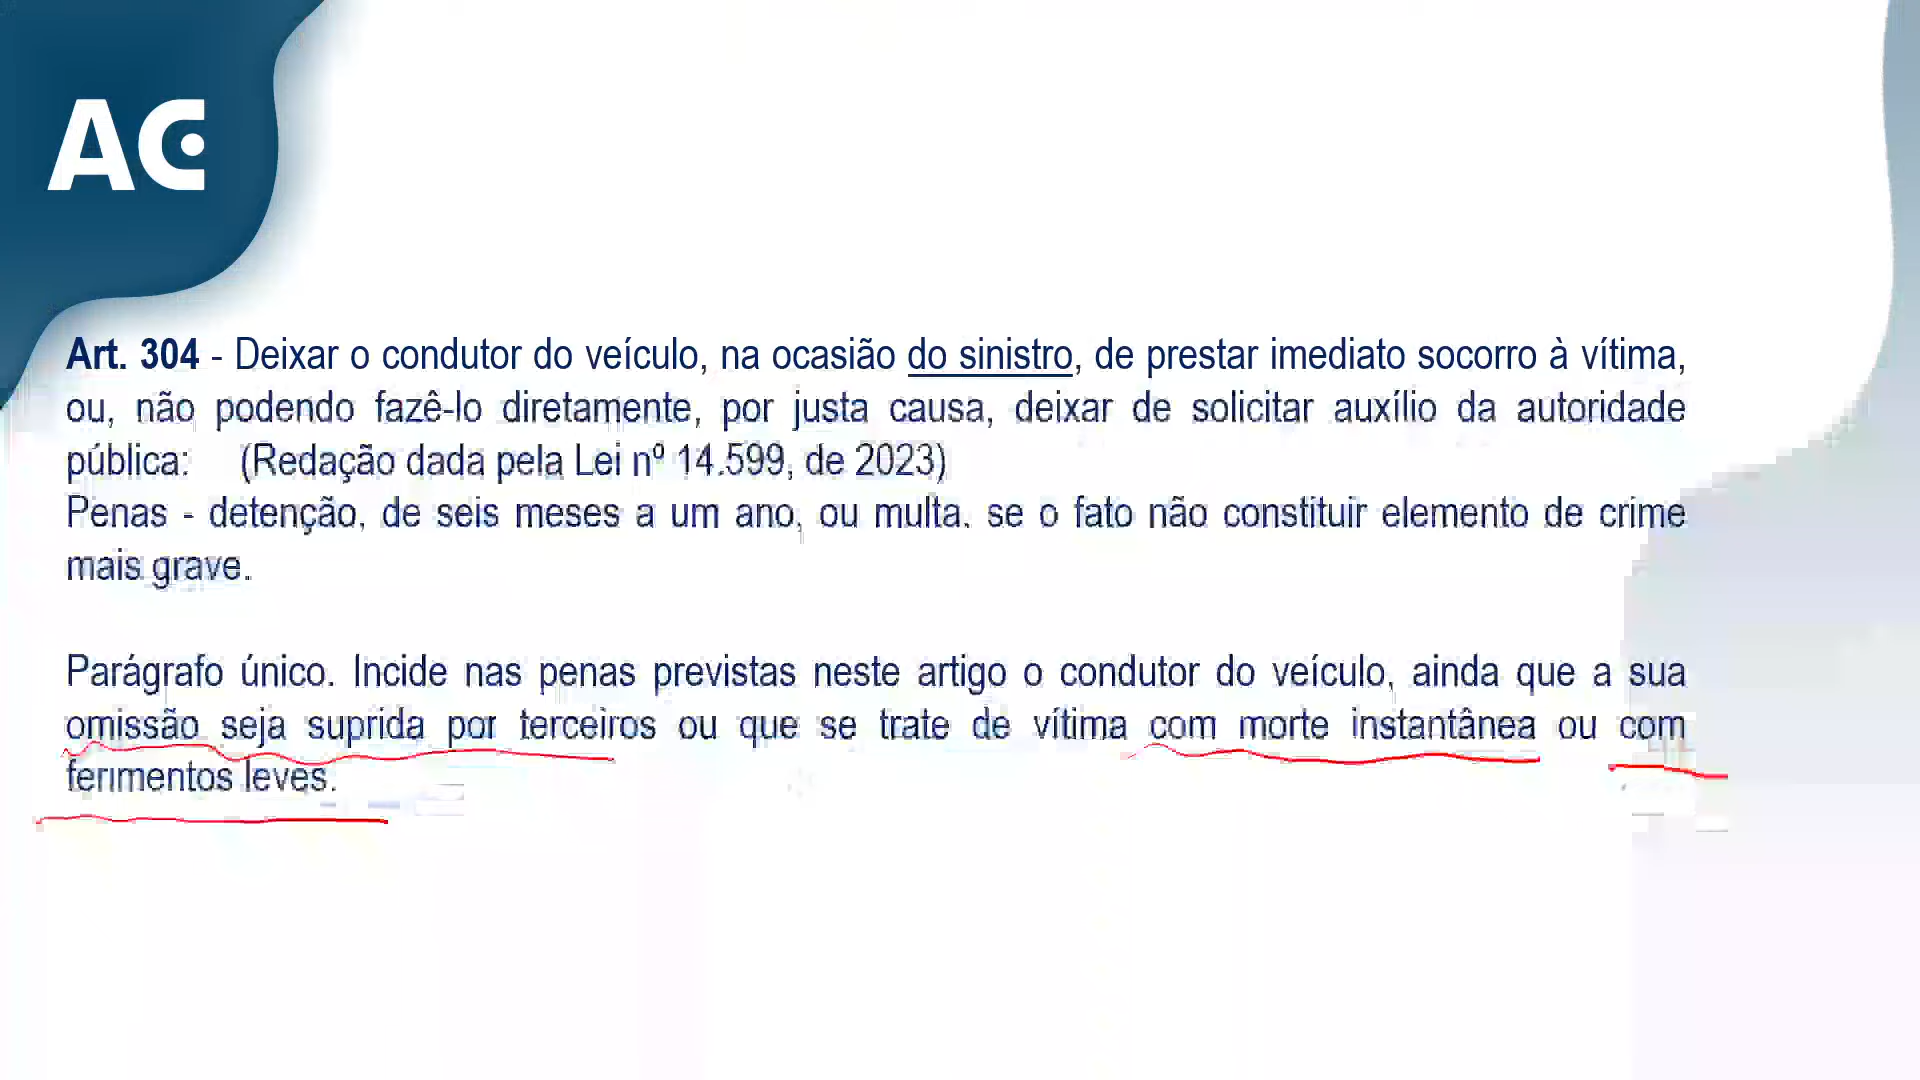 AC
Art. 304 - Deixar o condutor do veículo, na ocasião do sinistro, de prestar imediato socorro à vítima,
ou, não podendo fazê-lo diretamente, por justa causa, deixar de solicitar auxílio da autoridade
pública: (Redação dada pela Lei nº 14.599, de 2023)
Penas - detenção, de seis meses a um ano, ou multa, se o fato não constituir elemento de crime
mais grave.
Parágrafo único. Incide nas penas previstas neste artigo o condutor do veículo, ainda que a sua
omissão seja suprida por terceiros ou que se trate de vítima com morte instantânea ou com
ferimentos leves.